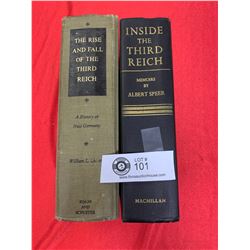 THE RISE
AND FALL
OF THE
THIRD
REICH
A History of
Nazi Germany
William L.
SIMON
AND
SCHUSTER
INSIDE
THE
THIRD
REICH
MEMOIRS
BY
ALBERT SPEER
MACMILLAN
LOT #
101